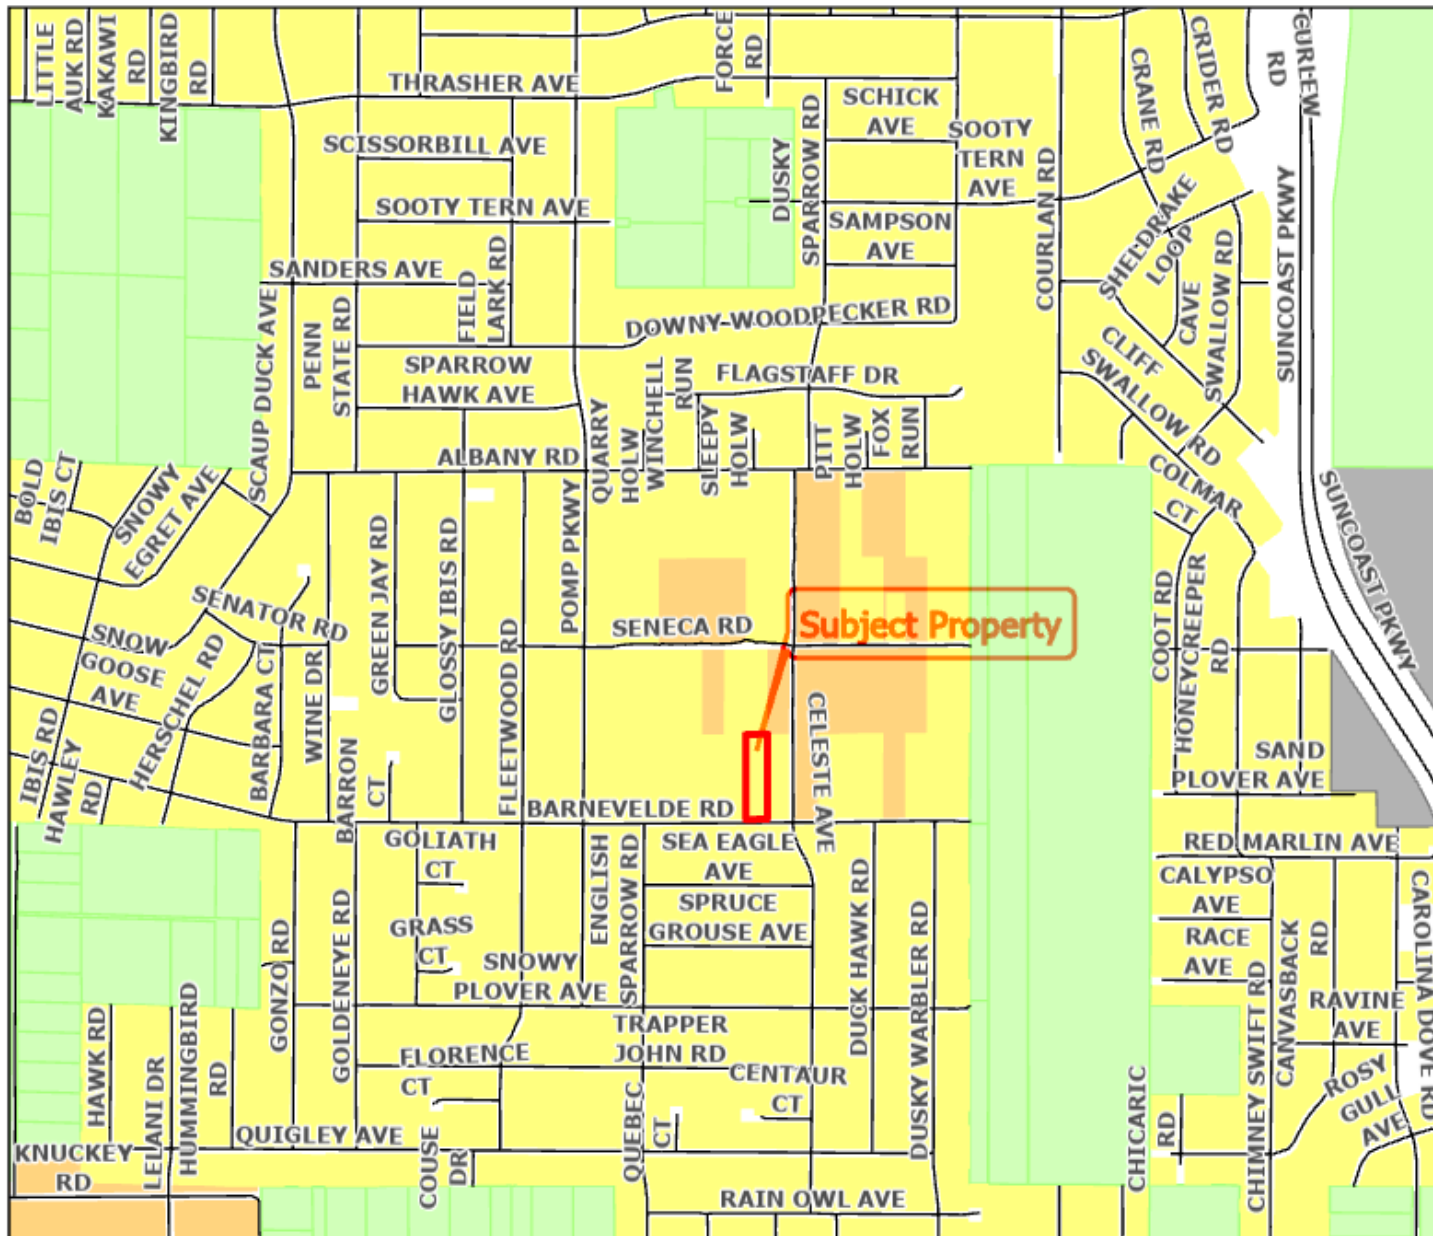 LITTLE
AUK RD
KAKAWI
RD
KINGBIRD
RD
THRASHER AVE
FORCE
RD
SCHICK
AVE
CRANE RD
CRIDER RD
CURLEW
RD
SCISSORBILL AVE
DUSKY
SPARROW RD
SOOTY
TERN
AVE
SOOTY TERN AVE
SAMPSON
AVE
COURLAN RD
SHELDRAKE
LOOP
SUNCOAST PKWY
SANDERS AVE
FIELD
LARK RD
CAVE
SWALLOW RD
SCAUP DUCK AVE
PENN
STATE RD
DOWNY WOODPECKER RD
SPARROW
HAWK AVE
FLAGSTAFF DR
CLIFF
SWALLOW RD
QUARRY
HOLW
WINCHELL
RUN
SLEEPY
HOLW
PITT
HOLW
FOX
RUN
ALBANY RD
BOLD
IBIS CT
SNOWY
EGRET AVE
COLMAR
CT
SUNCOAST PKWY
GREEN JAY RD
GLOSSY IBIS RD
POMP PKWY
SENATOR RD
SENECA RD
Subject Property
COOT RD
HONEYCREEPER
RD
SNOW
GOOSE
AVE
HERSCHEL RD
BARBARA CT
WINE DR
FLEETWOOD RD
CELESTE AVE
IBIS RD
HAWLEY
RD
BARRON
CT
BARNEVELDE RD
SAND
PLOVER AVE
GOLIATH
CT
ENGLISH
SPARROW RD
SEA EAGLE
AVE
RED MARLIN AVE
CALYPSO
AVE
SPRUCE
GROUSE AVE
DUCK HAWK RD
DUSKY WARBLER RD
GRASS
CT
RACE
AVE
CANVASBACK
RD
CAROLINA DOVE RD
GONZO RD
GOLDENEYE RD
SNOWY
PLOVER AVE
CHIMNEY SWIFT RD
RAVINE
AVE
HAWK RD
LEILANI DR
HUMMINGBIRD
RD
TRAPPER
JOHN RD
FLORENCE
CT
CENTAUR
CT
ROSY
GULL
AVE
QUIGLEY AVE
COUSE
DR
QUEBEC
CT
CHICARIC
RD
KNUCKEY
RD
RAIN OWL AVE